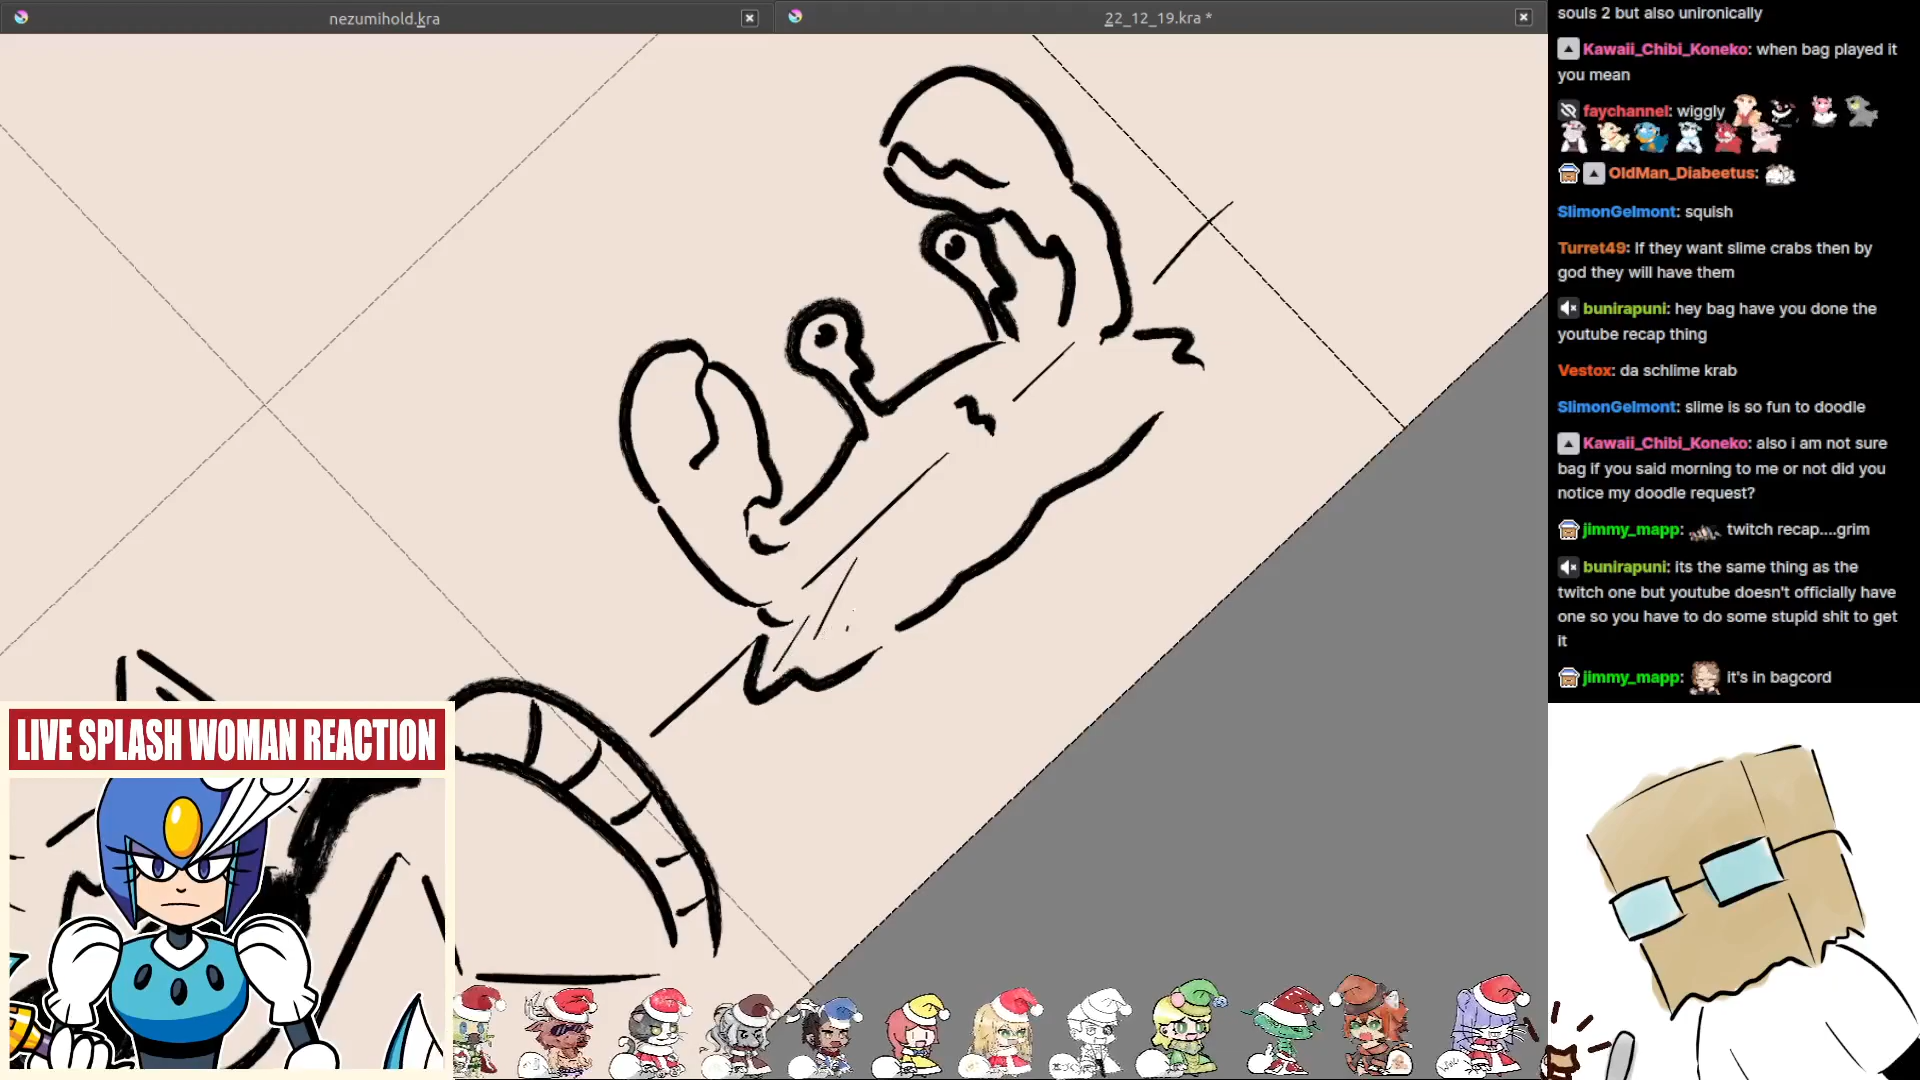 nezumihold.kra
22_12_19.kra *
souls 2 but also unironically
Kawaii_Chibi_Koneko: when bag played it
you mean
faychannel: wiggly
OldMan_Diabeetus:
SlimonGelmont: squish
Turret49: If they want slime crabs then by
god they will have them
bunirapuni: hey bag have you done the
youtube recap thing
Vestox: da schlime krab
SlimonGelmont: slime is so fun to doodle
Kawaii_Chibi_Koneko: also i am not sure
bag if you said morning to me or not did you
notice my doodle request?
jimmy_mapp: twitch recap....grim
bunirapuni: its the same thing as the
twitch one but youtube doesn't officially have
one so you have to do some stupid shit to get
it
jimmy_mapp: it's in bagcord
LIVE SPLASH WOMAN REACTION